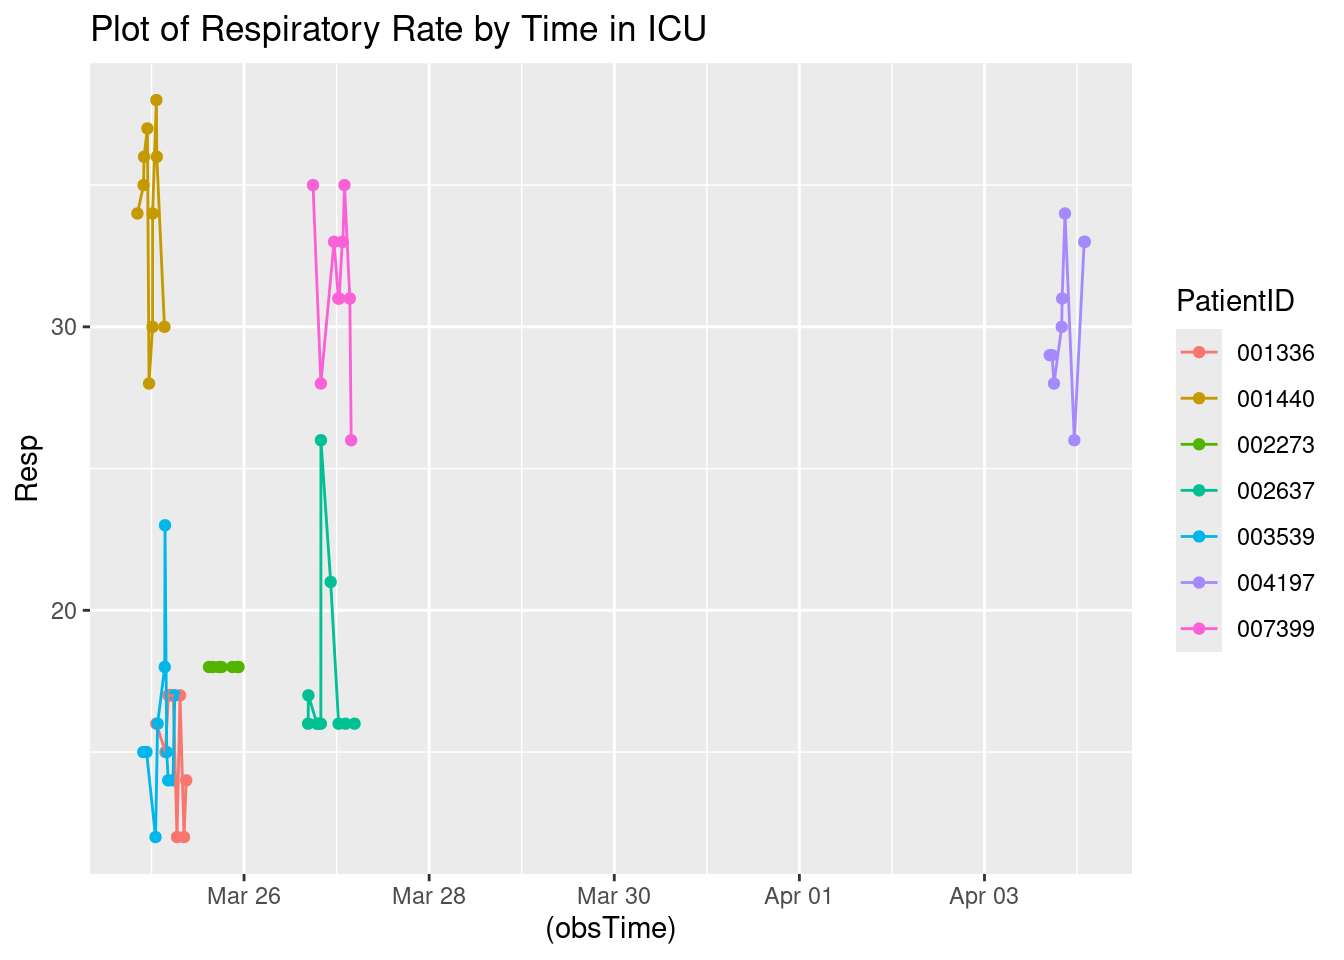 Plot of Respiratory Rate by Time in ICU
Resp
30
20
Mar 26
Mar 28
Mar 30
Apr 01
Apr 03
(obsTime)
PatientID
001336
001440
002273
002637
003539
004197
007399